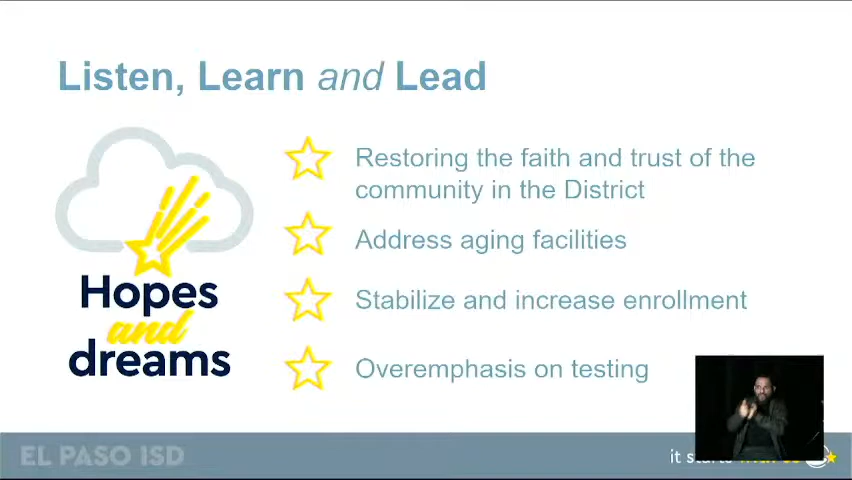 Listen, Learn and Lead
Restoring the faith and trust of the
community in the District
Address aging facilities
Stabilize and increase enrollment
Overemphasis on testing
Hopes
and
dreams
EL PASO ISD
it